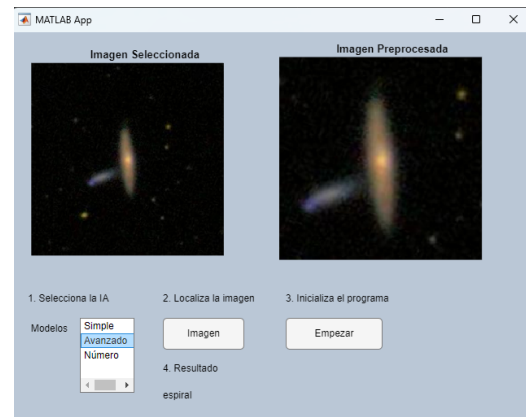 MATLAB App
Imagen Seleccionada
Imagen Preprocesada
1. Selecciona la IA
2. Localiza la imagen
3. Inicializa el programa
Modelos
Simple
Avanzado
Número
Imagen
Empezar
4. Resultado
espiral